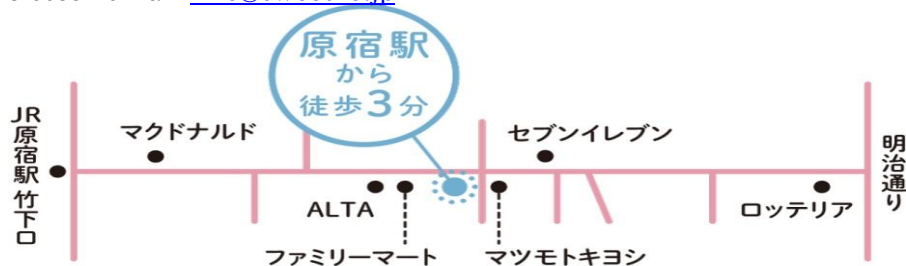 原宿駅
から
徒歩3分
JR原宿駅 竹下口
マクドナルド
セブンイレブン
明治通り
ALTA
ロッテリア
ファミリーマート
マツモトキヨシ